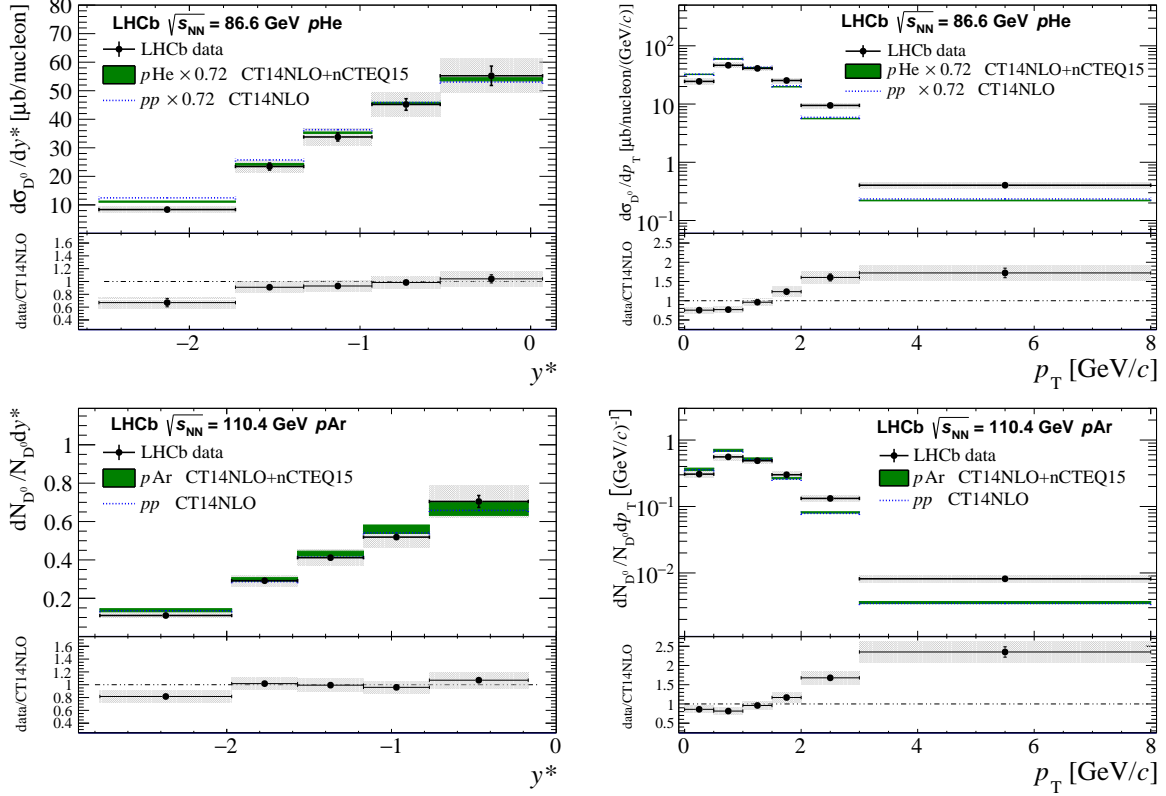 LHCb √sNN = 86.6 GeV pHe
LHCb data
pHe × 0.72 CT14NLO+nCTEQ15
pp × 0.72 CT14NLO
dσD⁰/dy* [μb/nucleon]
80
70
60
50
40
30
20
10
data/CT14NLO
1.6
1.4
1.2
1
0.8
0.6
0.4
−2 −1 0
y*
LHCb √sNN = 86.6 GeV pHe
LHCb data
pHe × 0.72 CT14NLO+nCTEQ15
pp × 0.72 CT14NLO
dσD⁰/dpT [μb/nucleon/(GeV/c)]
10²
10
1
10⁻¹
data/CT14NLO
2.5
2
1.5
1
0.5
0 2 4 6 8
pT [GeV/c]
LHCb √sNN = 110.4 GeV pAr
LHCb data
pAr CT14NLO+nCTEQ15
pp CT14NLO
dND⁰/ND⁰dy*
1
0.8
0.6
0.4
0.2
data/CT14NLO
1.6
1.4
1.2
1
0.8
0.6
0.4
−2 −1 0
y*
LHCb √sNN = 110.4 GeV pAr
LHCb data
pAr CT14NLO+nCTEQ15
pp CT14NLO
dND⁰/ND⁰dpT [(GeV/c)⁻¹]
1
10⁻¹
10⁻²
data/CT14NLO
2.5
2
1.5
1
0.5
0 2 4 6 8
pT [GeV/c]